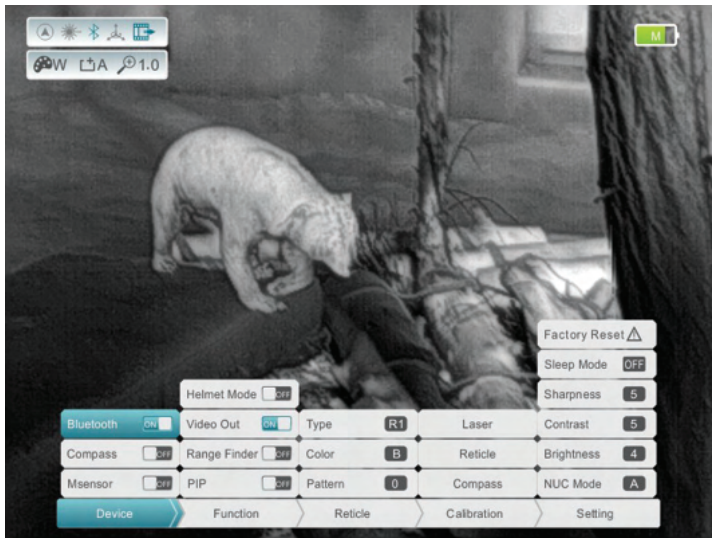 M
W A 1.0
Factory Reset
Sleep Mode OFF
Helmet Mode OFF Sharpness 5
Bluetooth ON Video Out ON Type R1 Laser Contrast 5
Compass OFF Range Finder OFF Color B Reticle Brightness 4
Msensor OFF PIP OFF Pattern 0 Compass NUC Mode A
Device Function Reticle Calibration Setting